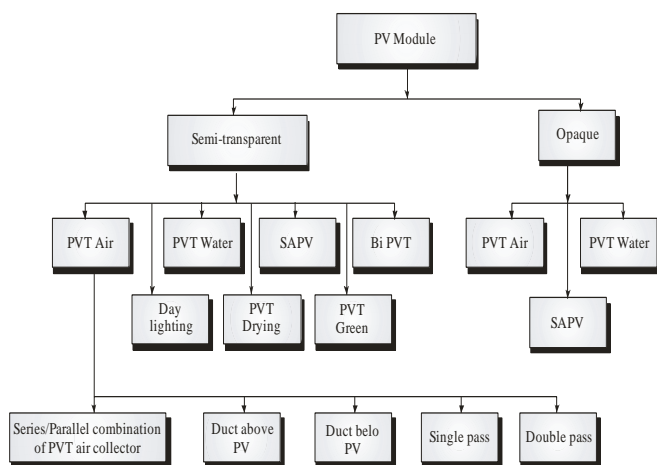 PV Module
Semi-transparent
Opaque
PVT Air
PVT Water
SAPV
Bi PVT
PVT Air
PVT Water
Day
lighting
PVT
Drying
PVT
Green
SAPV
Series/Parallel combination
of PVT air collector
Duct above
PV
Duct belo
PV
Single pass
Double pass